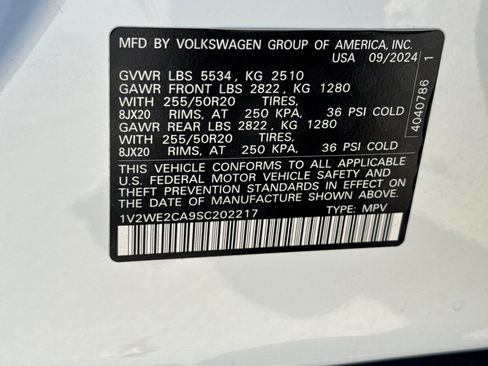 MFD BY VOLKSWAGEN GROUP OF AMERICA, INC.
USA 09/2024
GVWR LBS 5534, KG 2510
GAWR FRONT LBS 2822, KG 1280
WITH 255/50R20 TIRES,
8JX20 RIMS, AT 250 KPA, 36 PSI COLD
GAWR REAR LBS 2822, KG 1280
WITH 255/50R20 TIRES,
8JX20 RIMS, AT 250 KPA, 36 PSI COLD
THIS VEHICLE CONFORMS TO ALL APPLICABLE
U.S. FEDERAL MOTOR VEHICLE SAFETY AND
THEFT PREVENTION STANDARDS IN EFFECT ON
THE DATE OF MANUFACTURE SHOWN ABOVE.
1V2WE2CA9SC202217 TYPE: MPV
4040786 1